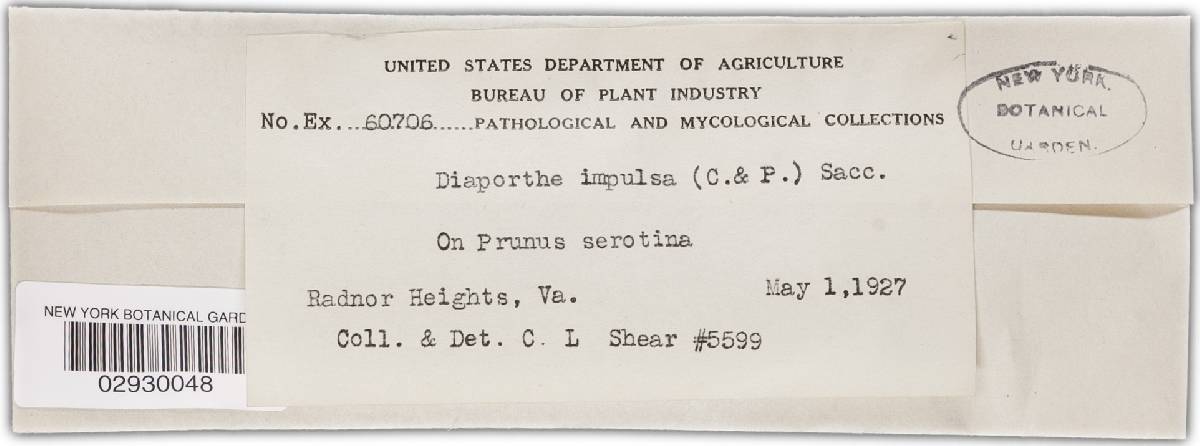 UNITED STATES DEPARTMENT OF AGRICULTURE
BUREAU OF PLANT INDUSTRY
No.Ex....60706......PATHOLOGICAL AND MYCOLOGICAL COLLECTIONS
Diaporthe impulsa (C.& P.) Sacc.
On Prunus serotina
Radnor Heights, Va. May 1,1927
Coll. & Det. C. L Shear #5599
NEW YORK
BOTANICAL
GARDEN.
NEW YORK BOTANICAL GARD
02930048